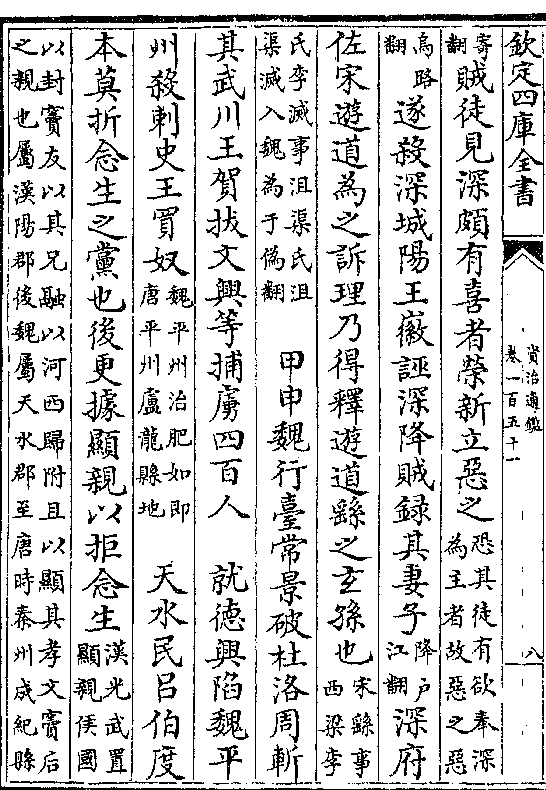 欽定四庫全書
資治通鑑
卷一百五十一
八
寄翻賊徒見深頗有喜者榮新立惡之恐其徒有欲奉深為主者故惡之惡
烏路翻遂殺深城陽王徽誣深降賊録其妻子降户江翻深府
佐宋遊道為之訴理乃得釋遊道繇之玄孫也宋繇事西梁李
氏李滅事沮渠氏沮渠滅入魏為于偽翻 甲申魏行臺常景破杜洛周斬
其武川王賀拔文興等捕虜四百人 就德興陷魏平
州殺刺史王買奴魏平州治肥如即唐平州盧龍縣地 天水民吕伯度
本莫折念生之黨也後更據顯親以拒念生漢光武置顯親侯國
以封竇友以其兄融以河西歸附且以顯其孝文竇后之親也屬漢陽郡後魏屬天水郡至唐時秦州成紀縣